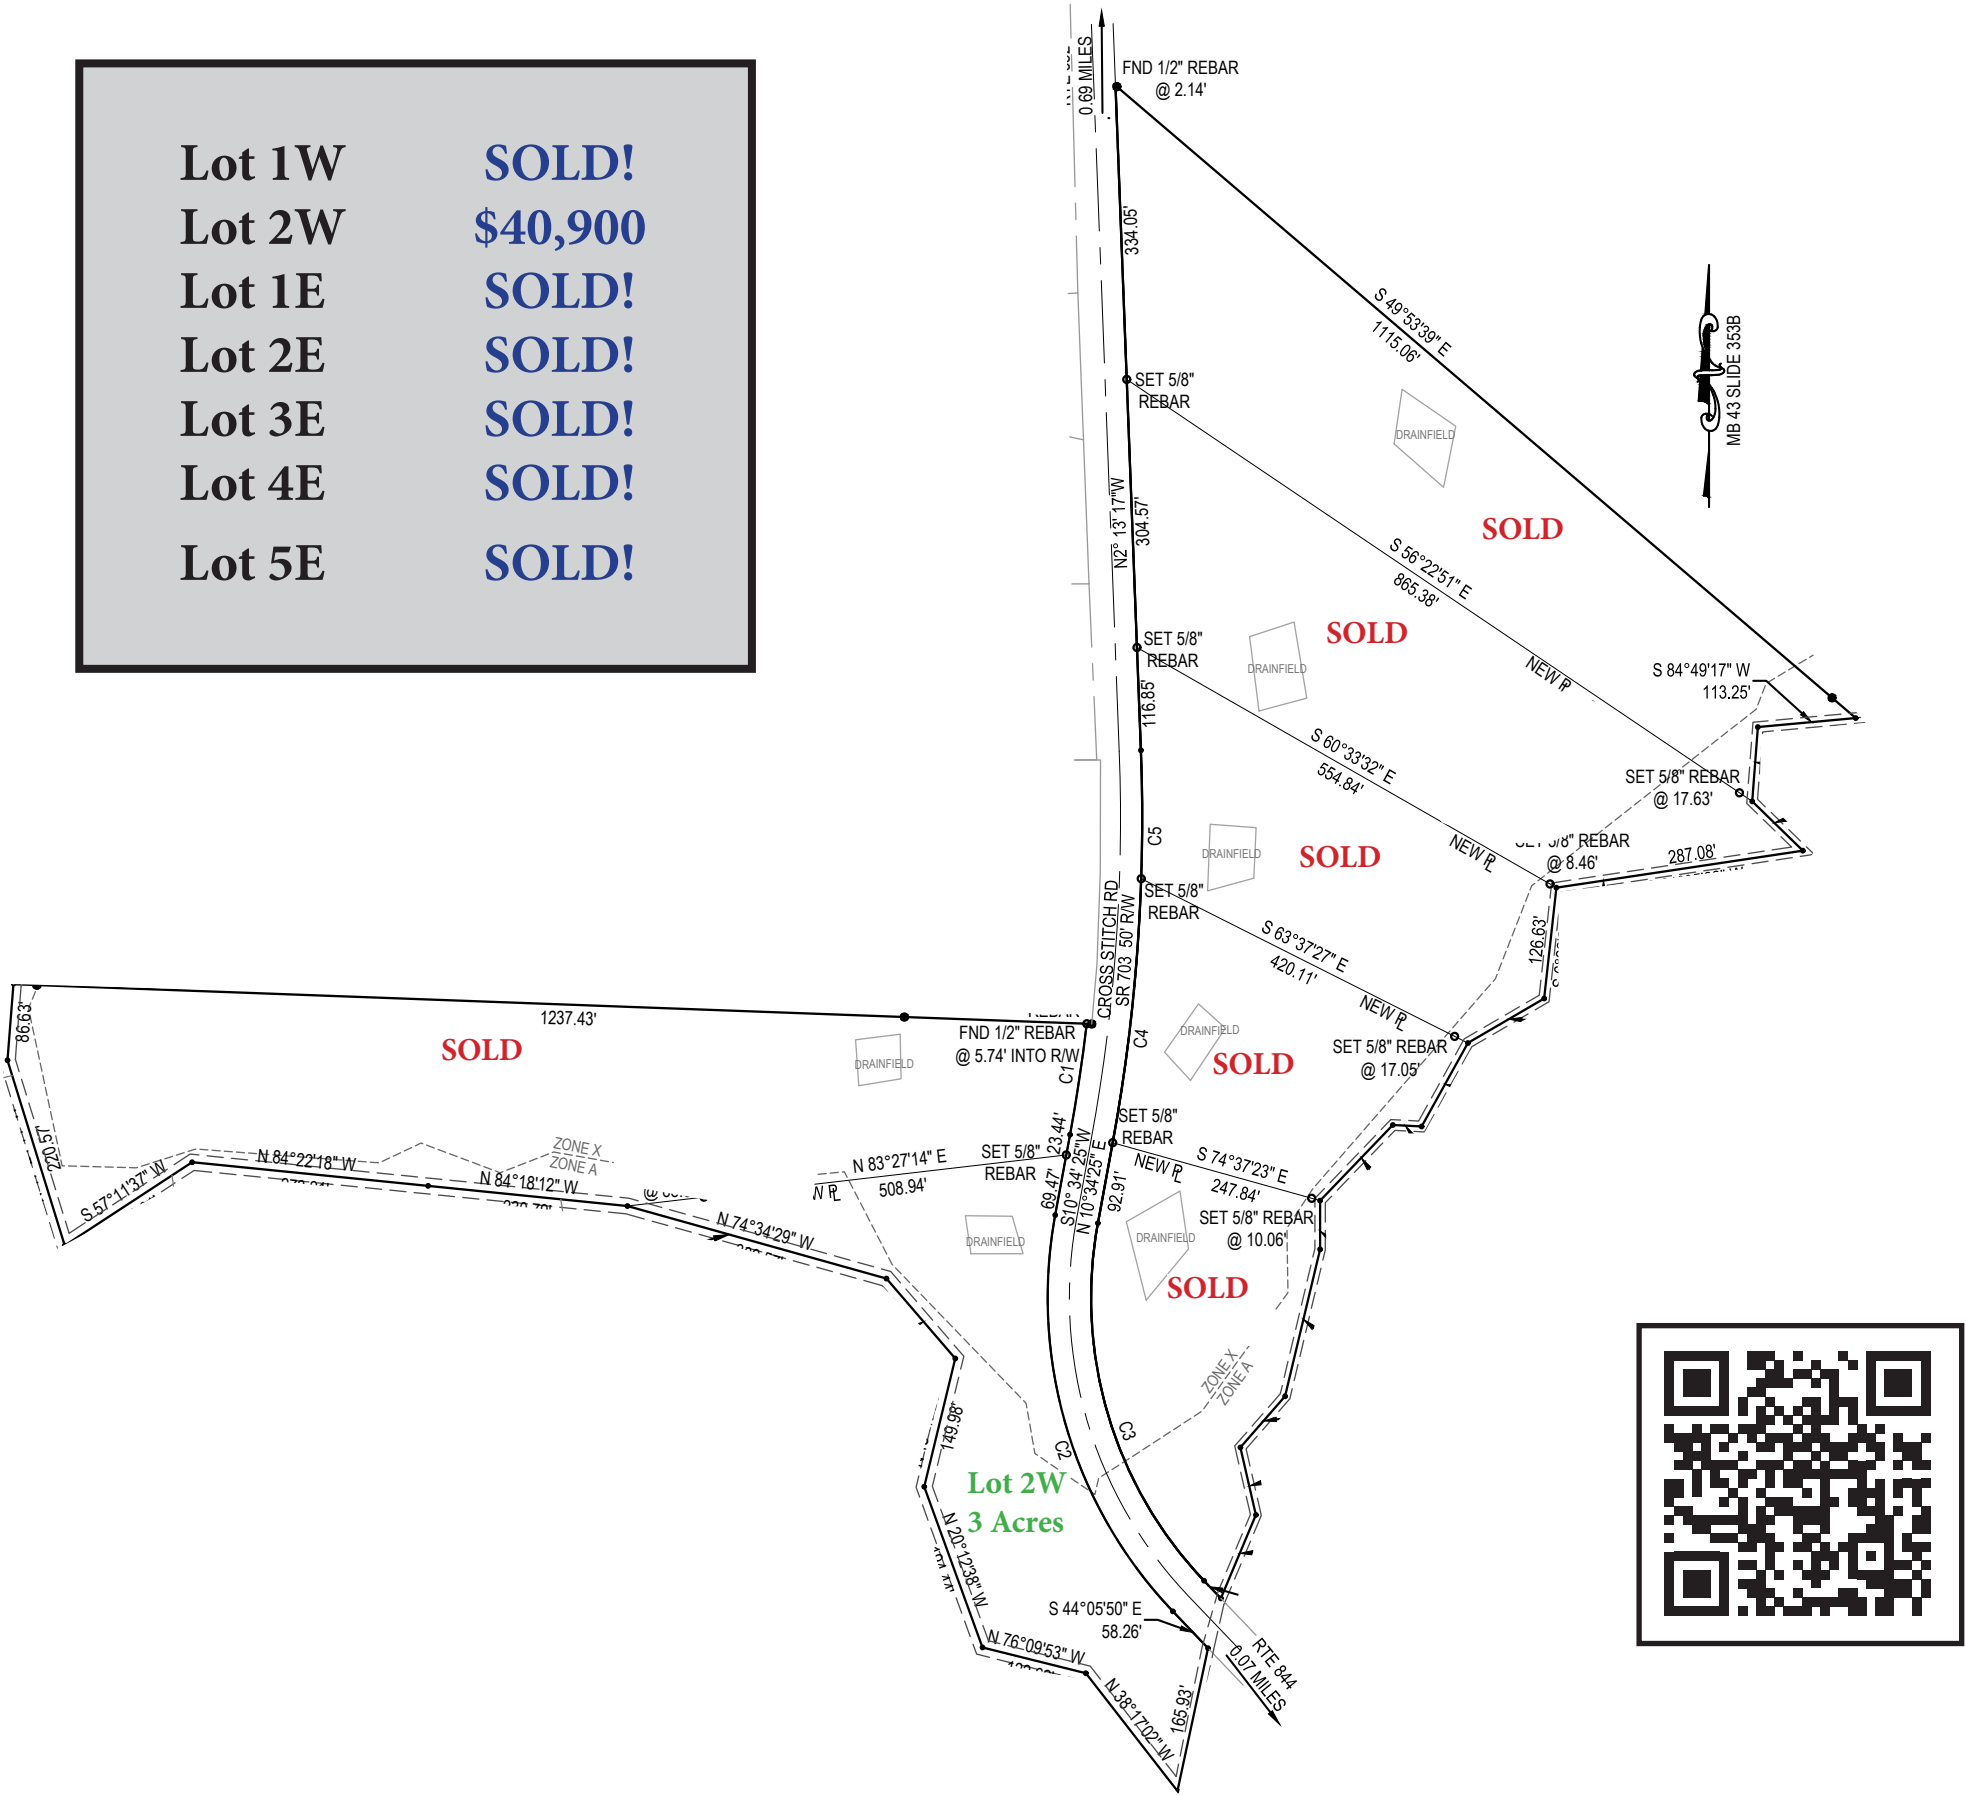 Lot 1W SOLD!
Lot 2W $40,900
Lot 1E SOLD!
Lot 2E SOLD!
Lot 3E SOLD!
Lot 4E SOLD!
Lot 5E SOLD!
0.69 MILES
FND 1/2" REBAR
@ 2.14'
334.05'
S 49°53'39" E
1115.06'
MB 43 SLIDE 353B
SET 5/8"
REBAR
DRAINFIELD
SOLD
N2° 13' 17"W
304.57'
S 56°22'51" E
865.38'
SOLD
SET 5/8"
REBAR
DRAINFIELD
NEW PL
S 84°49'17" W
113.25'
116.85'
S 60°33'32" E
554.84'
SET 5/8" REBAR
@ 17.63'
C5
DRAINFIELD
SOLD
NEW PL
REBAR
@ 8.46'
287.08'
SET 5/8"
REBAR
CROSS STITCH RD
SR 703 50' R/W
S 63°37'27" E
420.11'
126.63'
NEW PL
86.63'
1237.43'
SOLD
DRAINFIELD
FND 1/2" REBAR
@ 5.74' INTO R/W
C1
C4
DRAINFIELD
SOLD
SET 5/8" REBAR
@ 17.05'
220.57'
S 57°11'37" W
N 84°22'18" W
ZONE X
ZONE A
N 84°18'12" W
N 74°34'29" W
N 83°27'14" E
508.94'
SET 5/8"
REBAR
23.44'
69.47'
S10° 34' 25"W
N 10°34'25" E
92.91'
SET 5/8"
REBAR
NEW PL
S 74°37'23" E
247.84'
SET 5/8" REBAR
@ 10.06'
DRAINFIELD
DRAINFIELD
SOLD
ZONE X
ZONE A
C2
C3
149.98'
Lot 2W
3 Acres
N 20°12'38" W
N 76°09'53" W
N 38°17'02" W
S 44°05'50" E
58.26'
165.93'
RTE 844
0.07 MILES